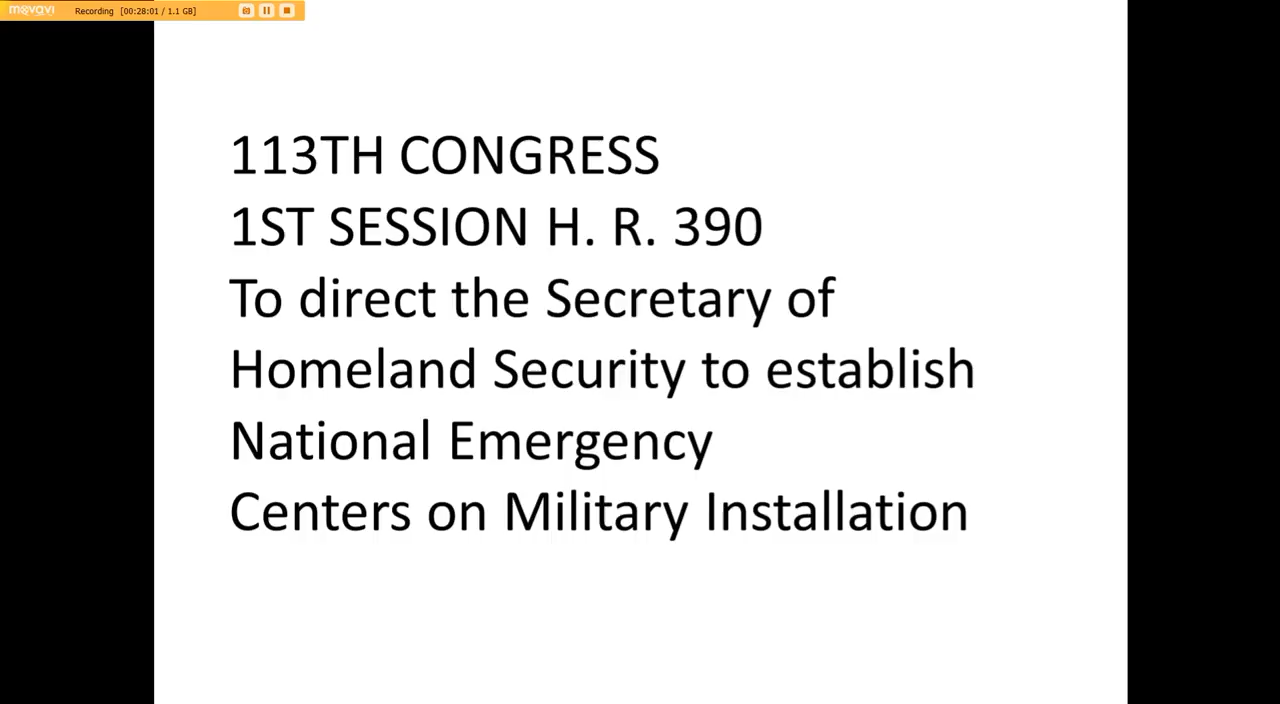 movavi Recording [00:28:01 / 1.1 GB]
113TH CONGRESS
1ST SESSION H. R. 390
To direct the Secretary of
Homeland Security to establish
National Emergency
Centers on Military Installation